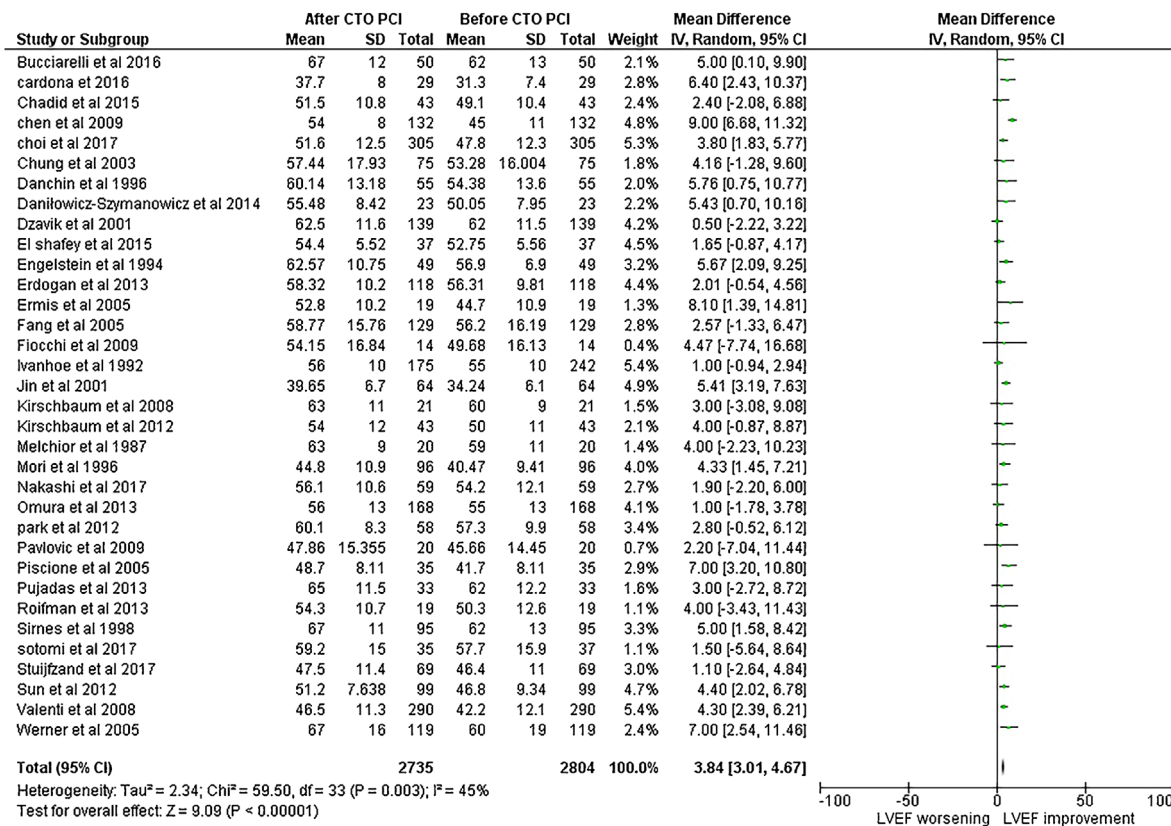 After CTO PCI Before CTO PCI Mean Difference Mean Difference
Study or Subgroup Mean SD Total Mean SD Total Weight IV, Random, 95% CI IV, Random, 95% CI
Bucciarelli et al 2016 67 12 50 62 13 50 2.1% 5.00 [0.10, 9.90]
cardona et 2016 37.7 8 29 31.3 7.4 29 2.8% 6.40 [2.43, 10.37]
Chadid et al 2015 51.5 10.8 43 49.1 10.4 43 2.4% 2.40 [-2.08, 6.88]
chen et al 2009 54 8 132 45 11 132 4.8% 9.00 [6.68, 11.32]
choi et al 2017 51.6 12.5 305 47.8 12.3 305 5.3% 3.80 [1.83, 5.77]
Chung et al 2003 57.44 17.93 75 53.28 16.004 75 1.8% 4.16 [-1.28, 9.60]
Danchin et al 1996 60.14 13.18 55 54.38 13.6 55 2.0% 5.76 [0.75, 10.77]
Daniłowicz-Szymanowicz et al 2014 55.48 8.42 23 50.05 7.95 23 2.2% 5.43 [0.70, 10.16]
Dzavik et al 2001 62.5 11.6 139 62 11.5 139 4.2% 0.50 [-2.22, 3.22]
El shafey et al 2015 54.4 5.52 37 52.75 5.56 37 4.5% 1.65 [-0.87, 4.17]
Engelstein et al 1994 62.57 10.75 49 56.9 6.9 49 3.2% 5.67 [2.09, 9.25]
Erdogan et al 2013 58.32 10.2 118 56.31 9.81 118 4.4% 2.01 [-0.54, 4.56]
Ermis et al 2005 52.8 10.2 19 44.7 10.9 19 1.3% 8.10 [1.39, 14.81]
Fang et al 2005 58.77 15.76 129 56.2 16.19 129 2.8% 2.57 [-1.33, 6.47]
Fiocchi et al 2009 54.15 16.84 14 49.68 16.13 14 0.4% 4.47 [-7.74, 16.68]
Ivanhoe et al 1992 56 10 175 55 10 242 5.4% 1.00 [-0.94, 2.94]
Jin et al 2001 39.65 6.7 64 34.24 6.1 64 4.9% 5.41 [3.19, 7.63]
Kirschbaum et al 2008 63 11 21 60 9 21 1.5% 3.00 [-3.08, 9.08]
Kirschbaum et al 2012 54 12 43 50 11 43 2.1% 4.00 [-0.87, 8.87]
Melchior et al 1987 63 9 20 59 11 20 1.4% 4.00 [-2.23, 10.23]
Mori et al 1996 44.8 10.9 96 40.47 9.41 96 4.0% 4.33 [1.45, 7.21]
Nakashi et al 2017 56.1 10.6 59 54.2 12.1 59 2.7% 1.90 [-2.20, 6.00]
Omura et al 2013 56 13 168 55 13 168 4.1% 1.00 [-1.78, 3.78]
park et al 2012 60.1 8.3 58 57.3 9.9 58 3.4% 2.80 [-0.52, 6.12]
Pavlovic et al 2009 47.86 15.355 20 45.66 14.45 20 0.7% 2.20 [-7.04, 11.44]
Piscione et al 2005 48.7 8.11 35 41.7 8.11 35 2.9% 7.00 [3.20, 10.80]
Pujadas et al 2013 65 11.5 33 62 12.2 33 1.6% 3.00 [-2.72, 8.72]
Roifman et al 2013 54.3 10.7 19 50.3 12.6 19 1.1% 4.00 [-3.43, 11.43]
Sirnes et al 1998 67 11 95 62 13 95 3.3% 5.00 [1.58, 8.42]
sotomi et al 2017 59.2 15 35 57.7 15.9 37 1.1% 1.50 [-5.64, 8.64]
Stuijfzand et al 2017 47.5 11.4 69 46.4 11 69 3.0% 1.10 [-2.64, 4.84]
Sun et al 2012 51.2 7.638 99 46.8 9.34 99 4.7% 4.40 [2.02, 6.78]
Valenti et al 2008 46.5 11.3 290 42.2 12.1 290 5.4% 4.30 [2.39, 6.21]
Werner et al 2005 67 16 119 60 19 119 2.4% 7.00 [2.54, 11.46]
Total (95% CI) 2735 2804 100.0% 3.84 [3.01, 4.67]
Heterogeneity: Tau² = 2.34; Chi² = 59.50, df = 33 (P = 0.003); I² = 45%
Test for overall effect: Z = 9.09 (P < 0.00001)
-100 -50 0 50 100
LVEF worsening LVEF improvement